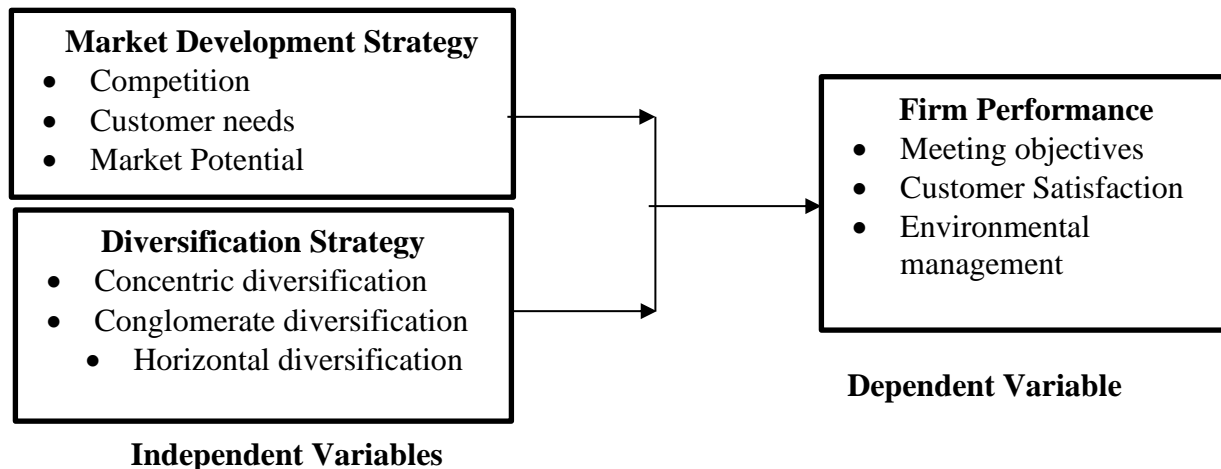 Market Development Strategy
• Competition
• Customer needs
• Market Potential
Diversification Strategy
• Concentric diversification
• Conglomerate diversification
• Horizontal diversification
Independent Variables
Firm Performance
• Meeting objectives
• Customer Satisfaction
• Environmental
management
Dependent Variable